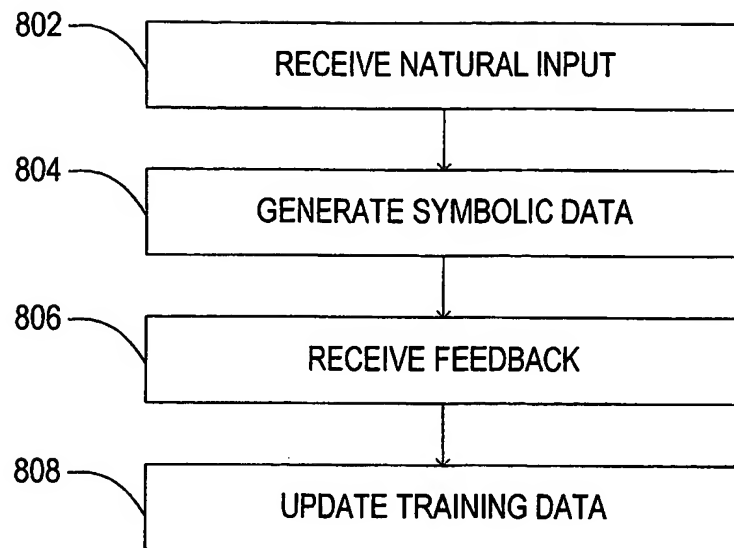 802
RECEIVE NATURAL INPUT
804
GENERATE SYMBOLIC DATA
806
RECEIVE FEEDBACK
808
UPDATE TRAINING DATA